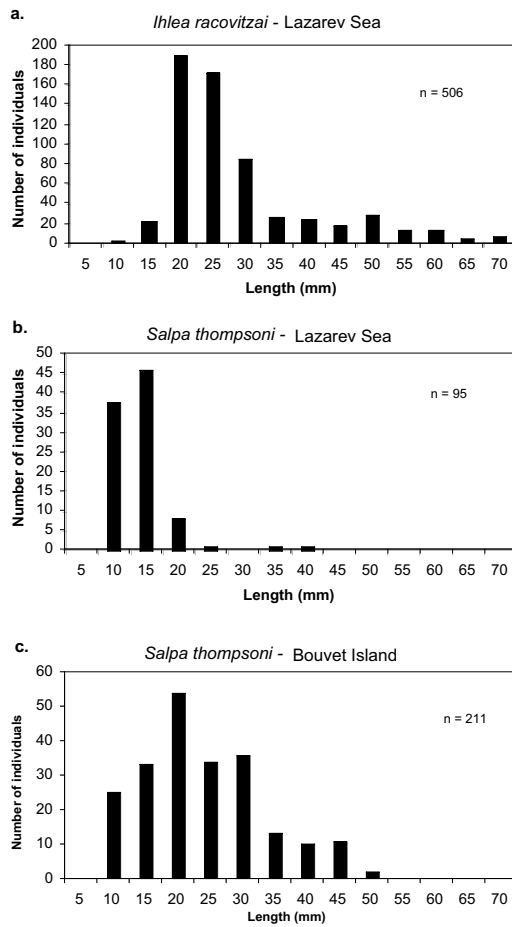 a.
Ihlea racovitzai - Lazarev Sea
Number of individuals
200
180
160
140
120
100
80
60
40
20
0
n = 506
5 10 15 20 25 30 35 40 45 50 55 60 65 70
Length (mm)
b.
Salpa thompsoni - Lazarev Sea
Number of individuals
50
45
40
35
30
25
20
15
10
5
0
n = 95
5 10 15 20 25 30 35 40 45 50 55 60 65 70
Length (mm)
c.
Salpa thompsoni - Bouvet Island
Number of individuals
60
50
40
30
20
10
0
n = 211
5 10 15 20 25 30 35 40 45 50 55 60 65 70
Length (mm)